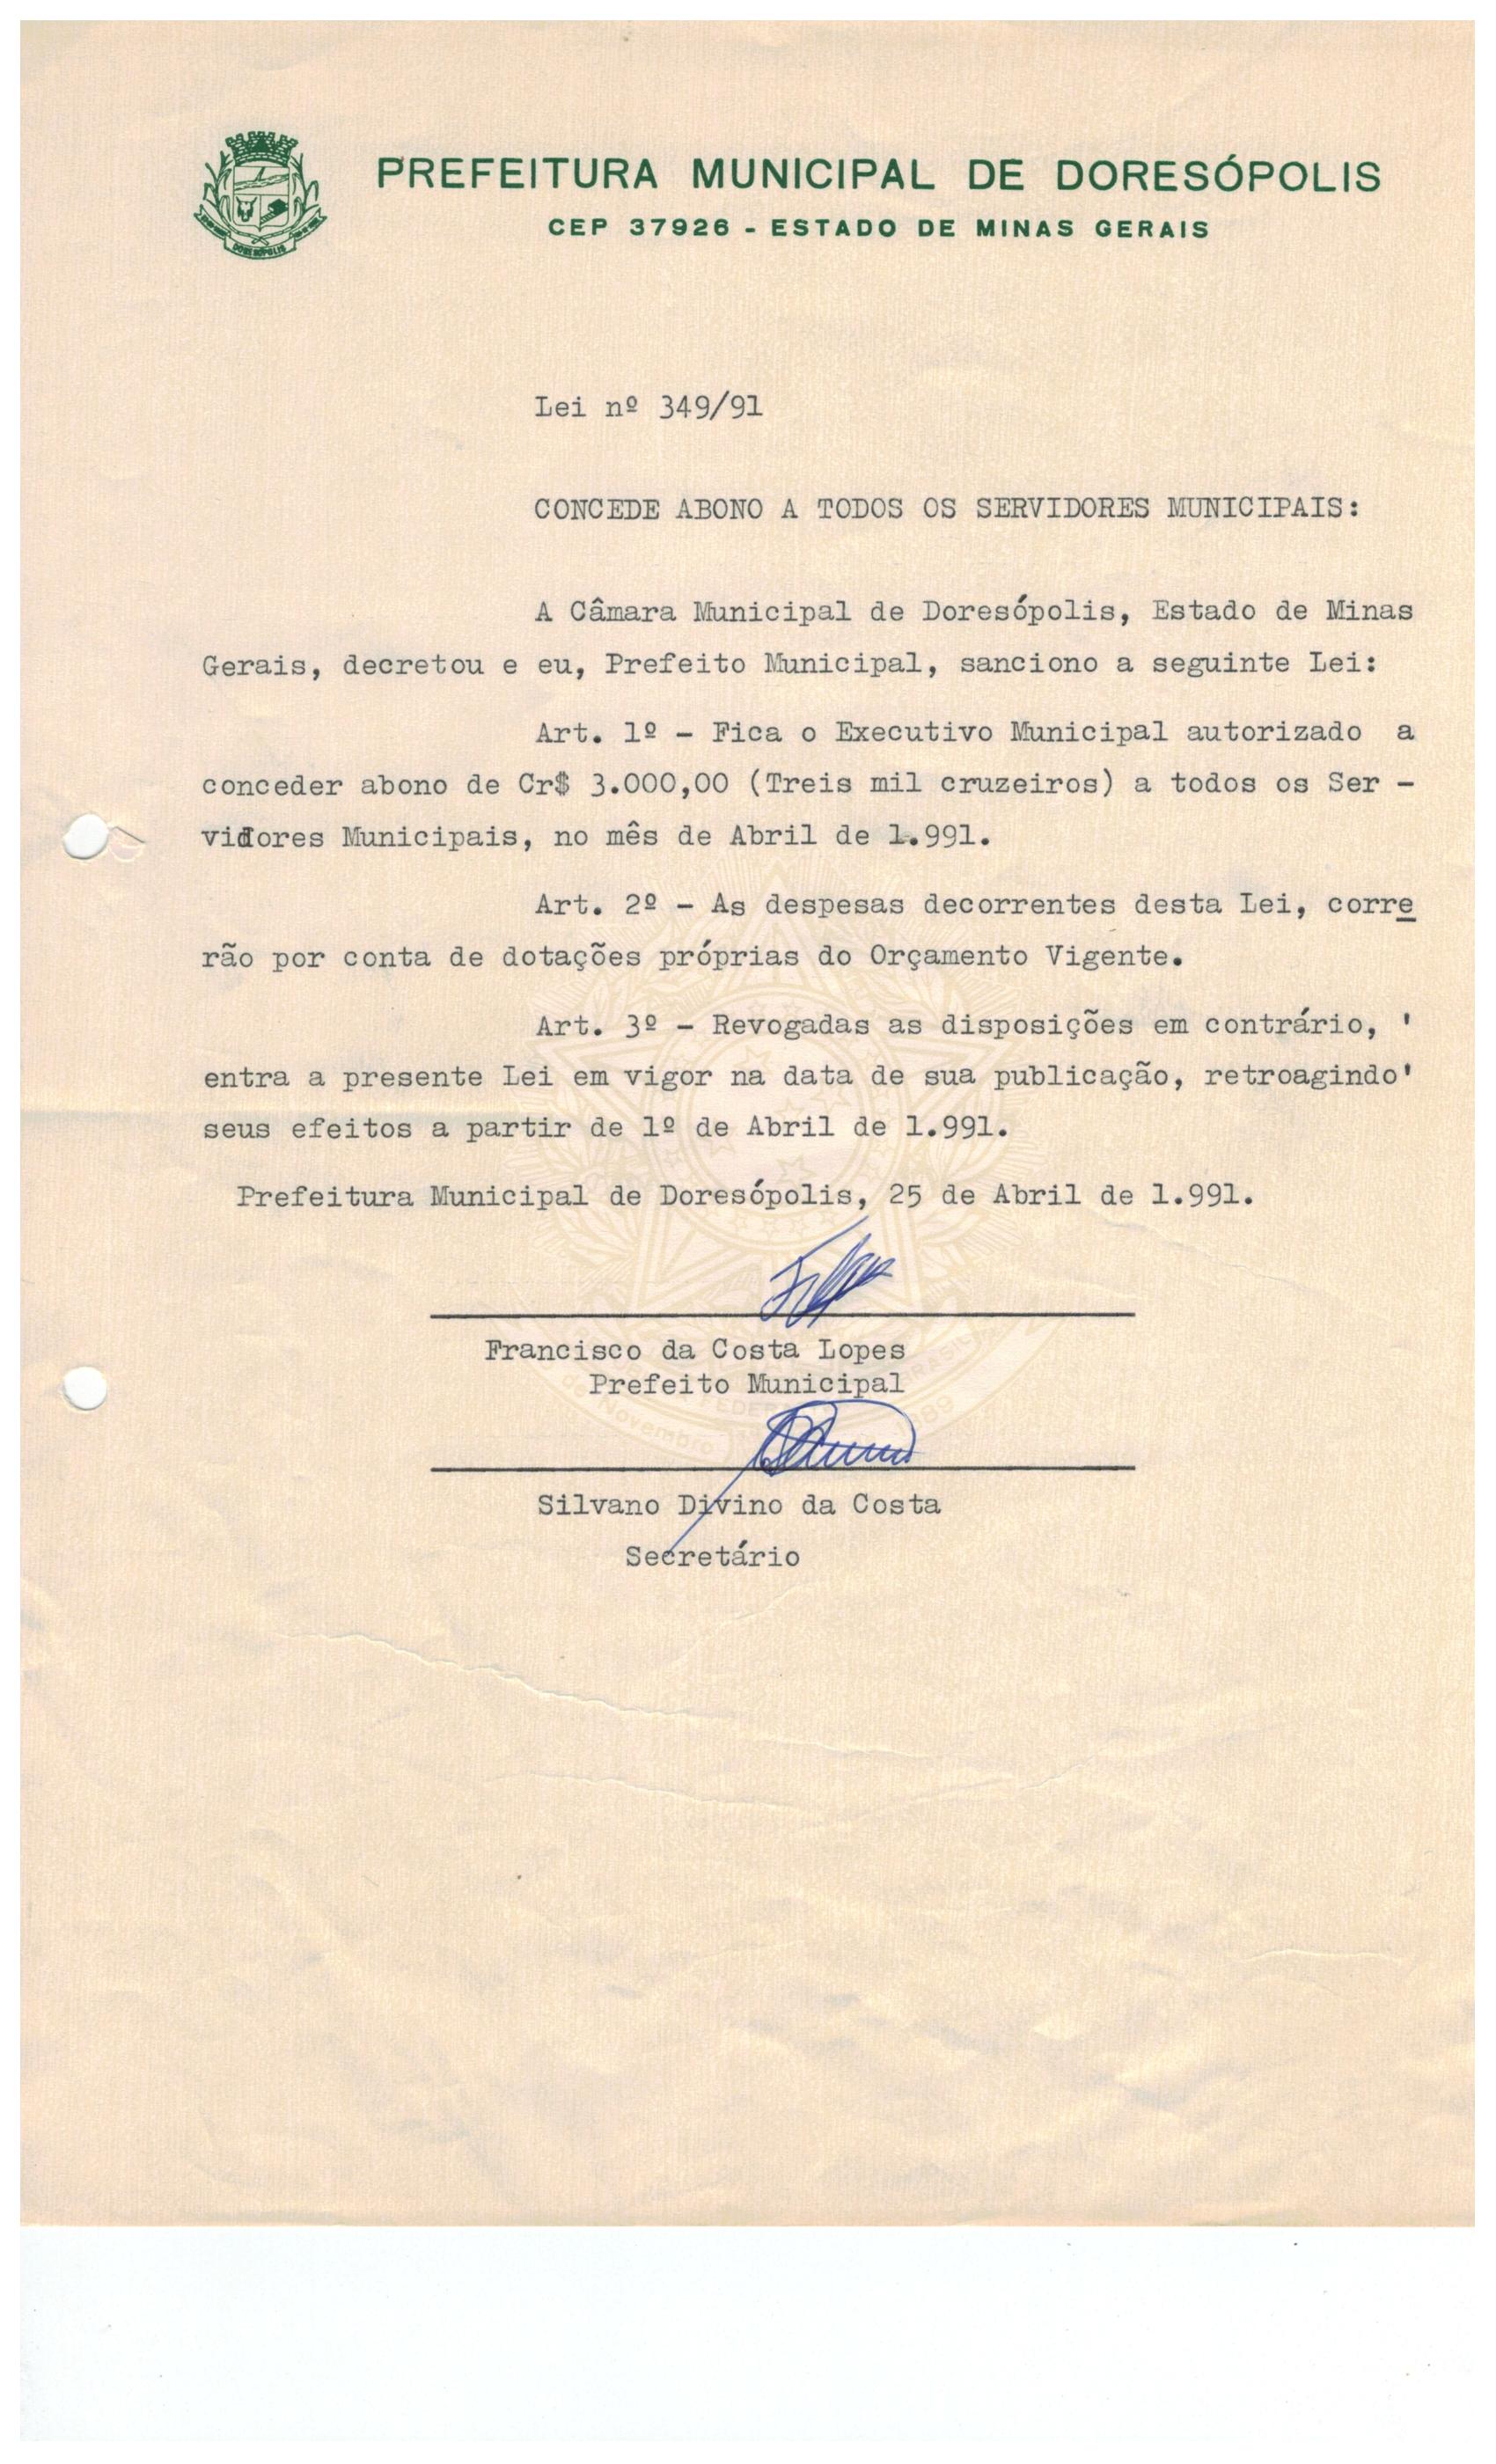 PREFEITURA MUNICIPAL DE DORESÓPOLIS
CEP 37926 - ESTADO DE MINAS GERAIS
DORESÓPOLIS
Lei nº 349/91
CONCEDE ABONO A TODOS OS SERVIDORES MUNICIPAIS:
A Câmara Municipal de Doresópolis, Estado de Minas
Gerais, decretou e eu, Prefeito Municipal, sanciono a seguinte Lei:
Art. 1º - Fica o Executivo Municipal autorizado a
conceder abono de Cr$ 3.000,00 (Treis mil cruzeiros) a todos os Ser -
vidores Municipais, no mês de Abril de 1.991.
Art. 2º - As despesas decorrentes desta Lei, corre
rão por conta de dotações próprias do Orçamento Vigente.
Art. 3º - Revogadas as disposições em contrário, '
entra a presente Lei em vigor na data de sua publicação, retroagindo'
seus efeitos a partir de 1º de Abril de 1.991.
Prefeitura Municipal de Doresópolis, 25 de Abril de 1.991.
Francisco da Costa Lopes
Prefeito Municipal
Silvano Divino da Costa
Secretário